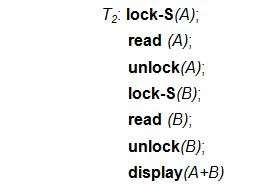 T2: lock-S(A);
read (A);
unlock(A);
lock-S(B);
read (B);
unlock(B);
display(A+B)